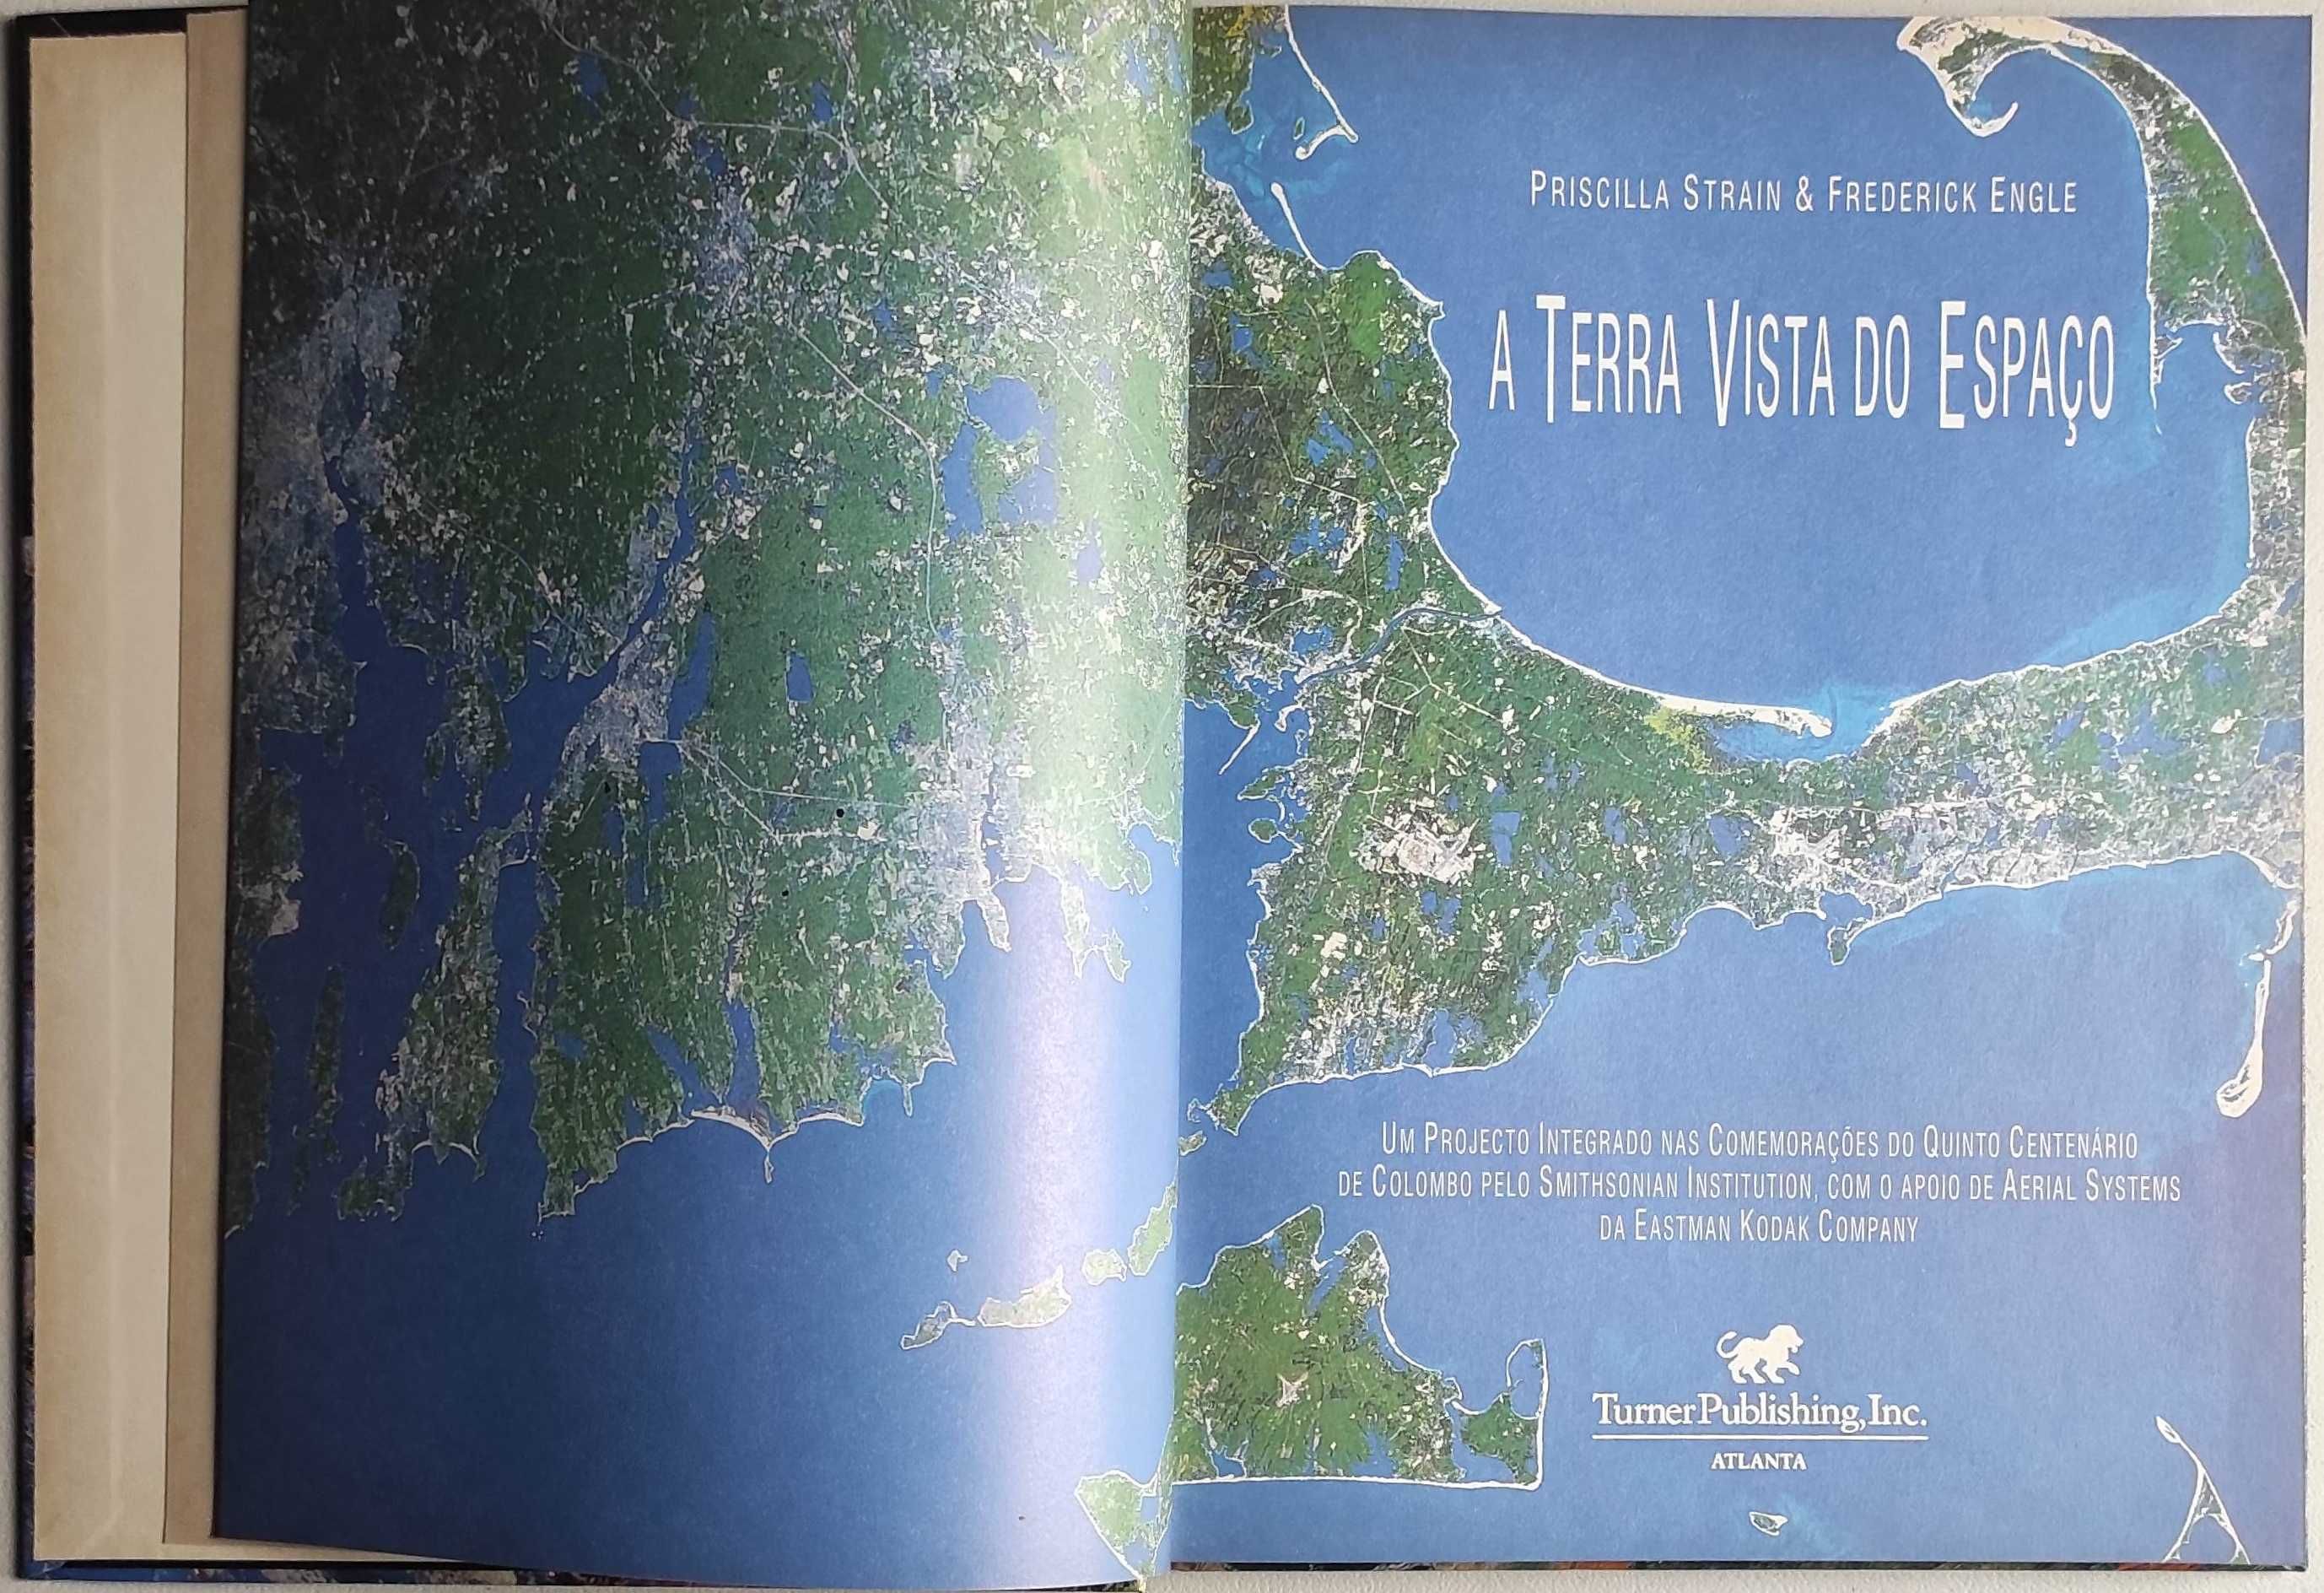 PRISCILLA STRAIN & FREDERICK ENGLE
A TERRA VISTA DO ESPAÇO
UM PROJECTO INTEGRADO NAS COMEMORAÇÕES DO QUINTO CENTENÁRIO
DE COLOMBO PELO SMITHSONIAN INSTITUTION, COM O APOIO DE AERIAL SYSTEMS
DA EASTMAN KODAK COMPANY
Turner Publishing, Inc.
ATLANTA